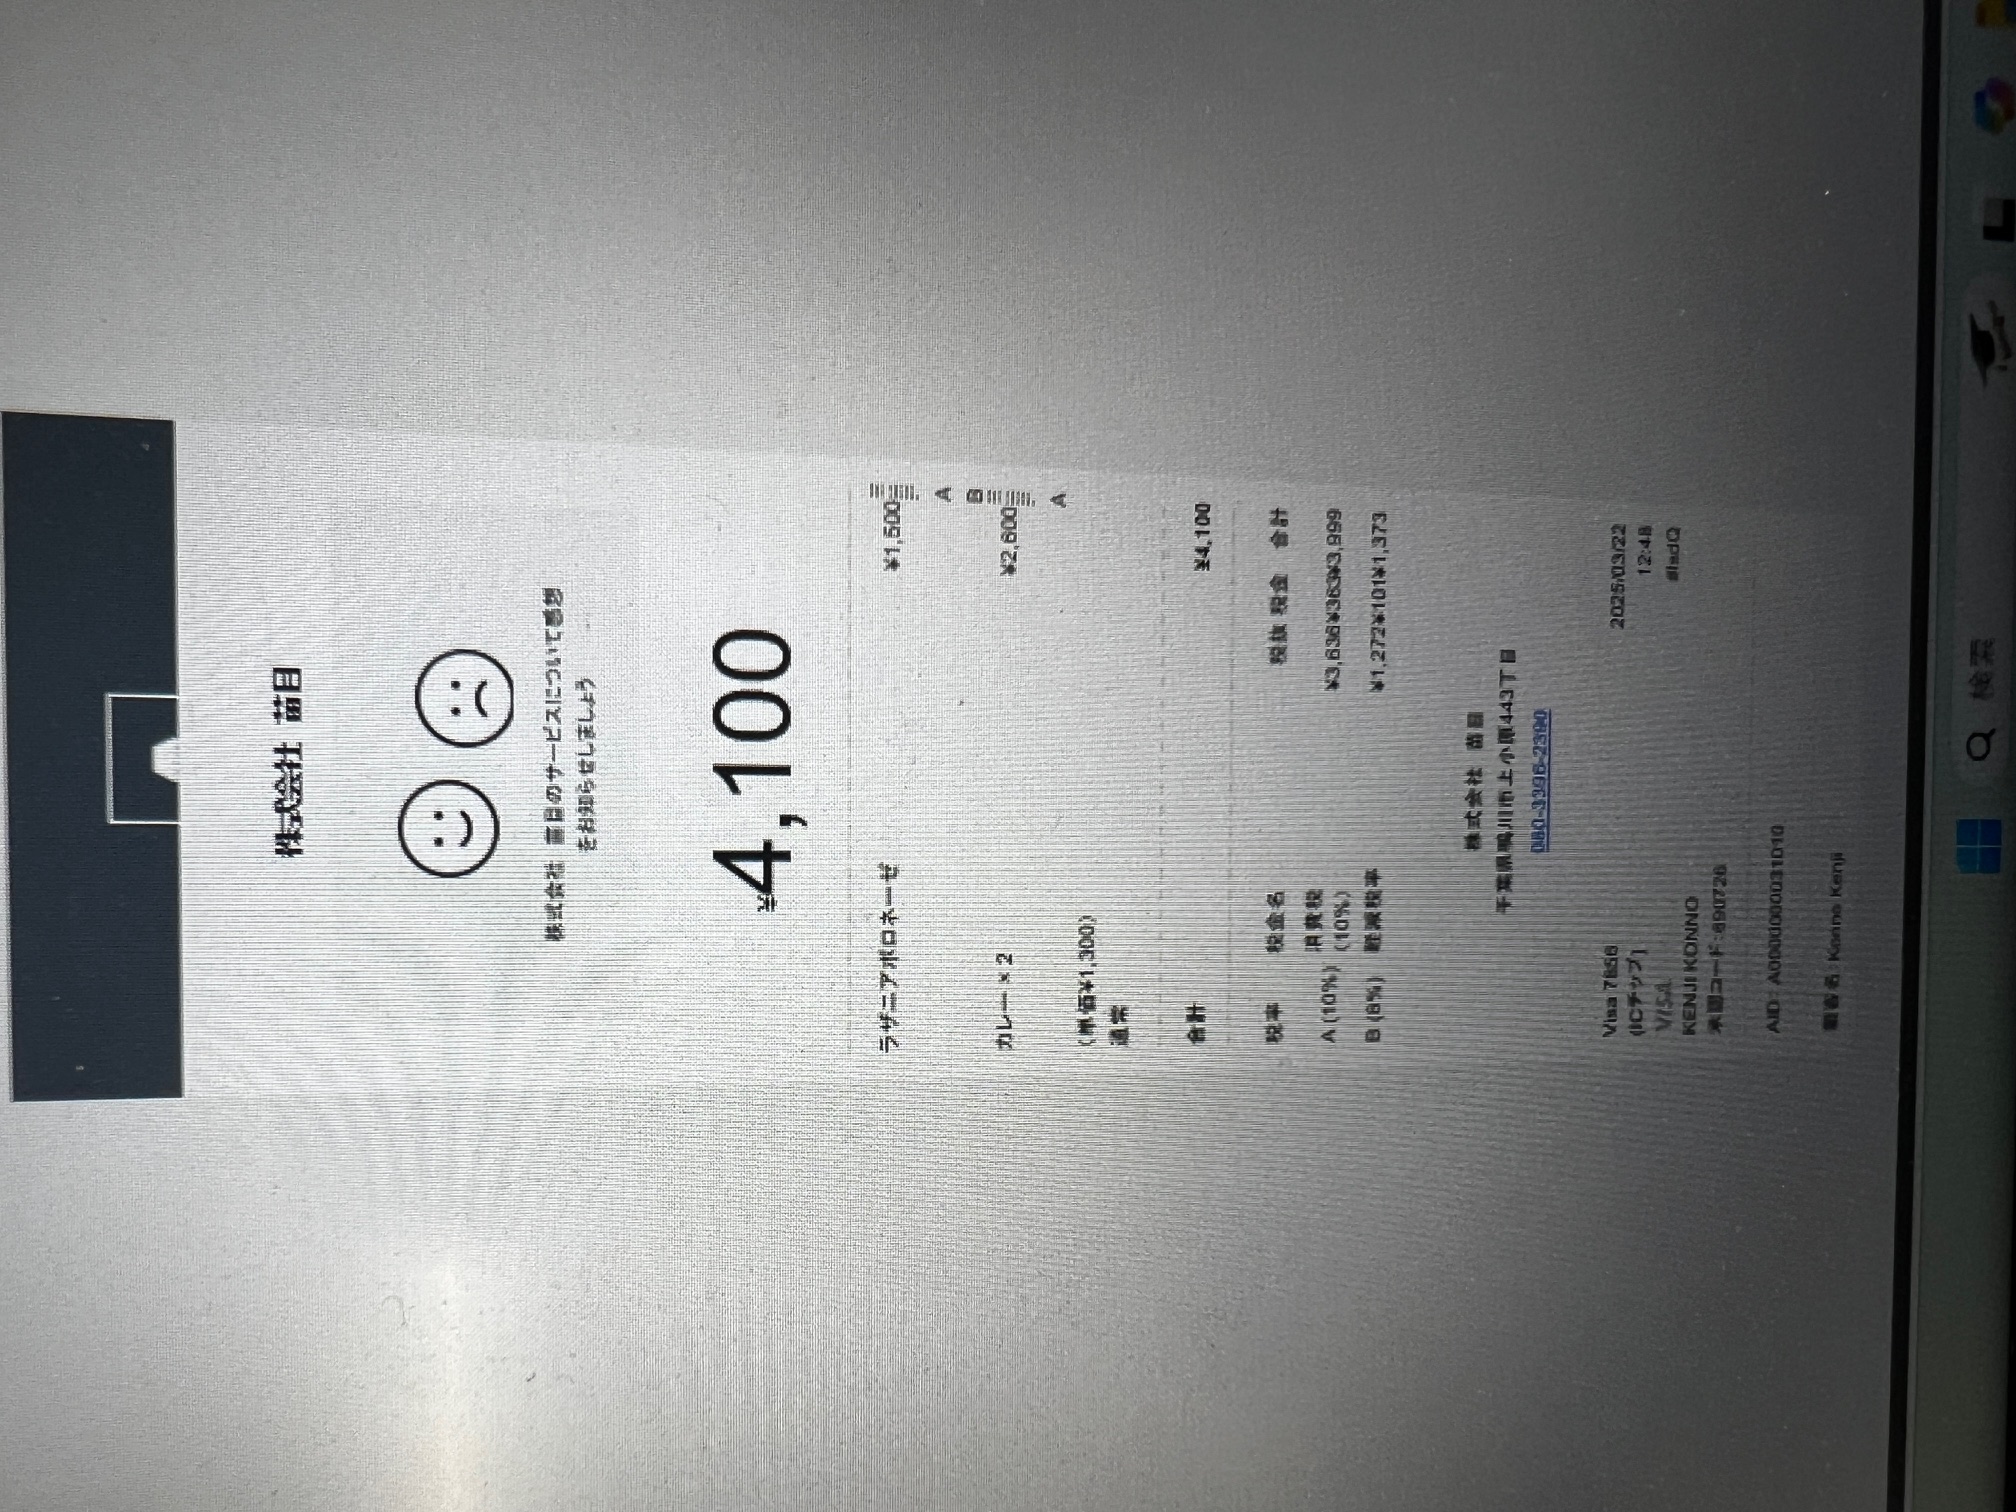 株式会社 苗目
株式会社 苗目のサービスについて感想
をお知らせしましょう
¥4,100
ラザニアボロネーゼ ¥1,500
A
B
カレー × 2 ¥2,600
A
(単価¥1,300)
通常
合計 ¥4,100
税率 税金名 税抜 税金 合計
A (10%) 消費税 (10%) ¥3,636 ¥363 ¥3,999
B (8%) 軽減税率 ¥1,272 ¥101 ¥1,373
株式会社 苗目
千葉県鴨川市上小原443丁目
080-3396-2390
Visa 7656 2025/03/22
(ICチップ) 12:48
VISA
KENJI KONNO
承認コード:690726
AID: A0000000031010
顧客名: Konno Kenji
検索